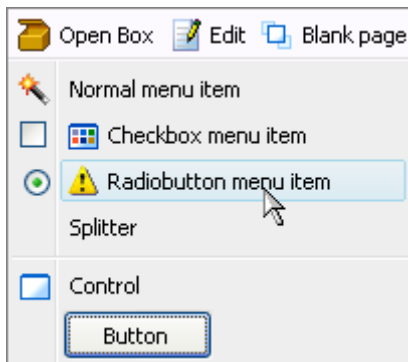 Open Box Edit Blank page
Normal menu item
Checkbox menu item
Radiobutton menu item
Splitter
Control
Button